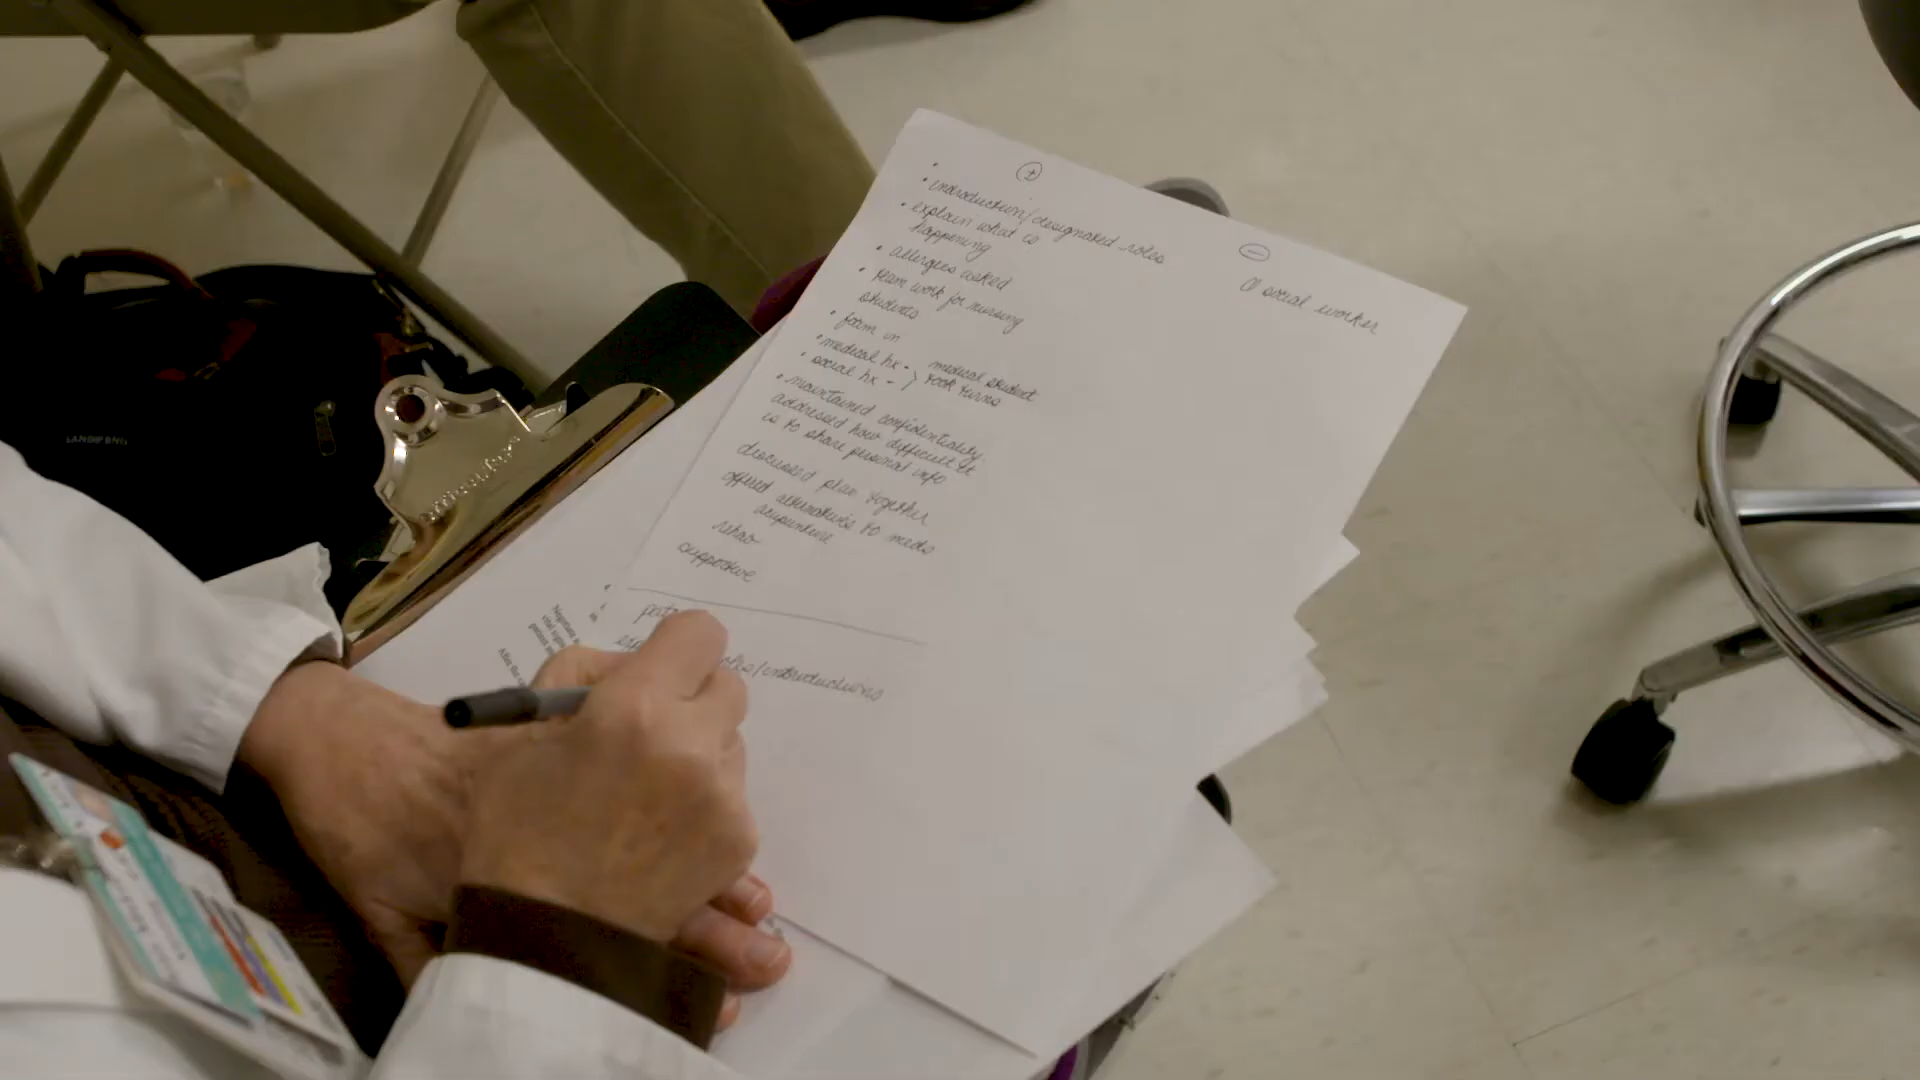 +
• introduction/designated roles
• explain what is
happening
• allergies asked
• team work for nursing
students
• foam in
• medical hx -
• social hx -
medical student
took turns
• maintained confidentiality
addressed how difficult it
is to share personal info
discussed plan together
offered alternatives to meds
acupuncture
rehab
supportive
/introductions
−
social worker